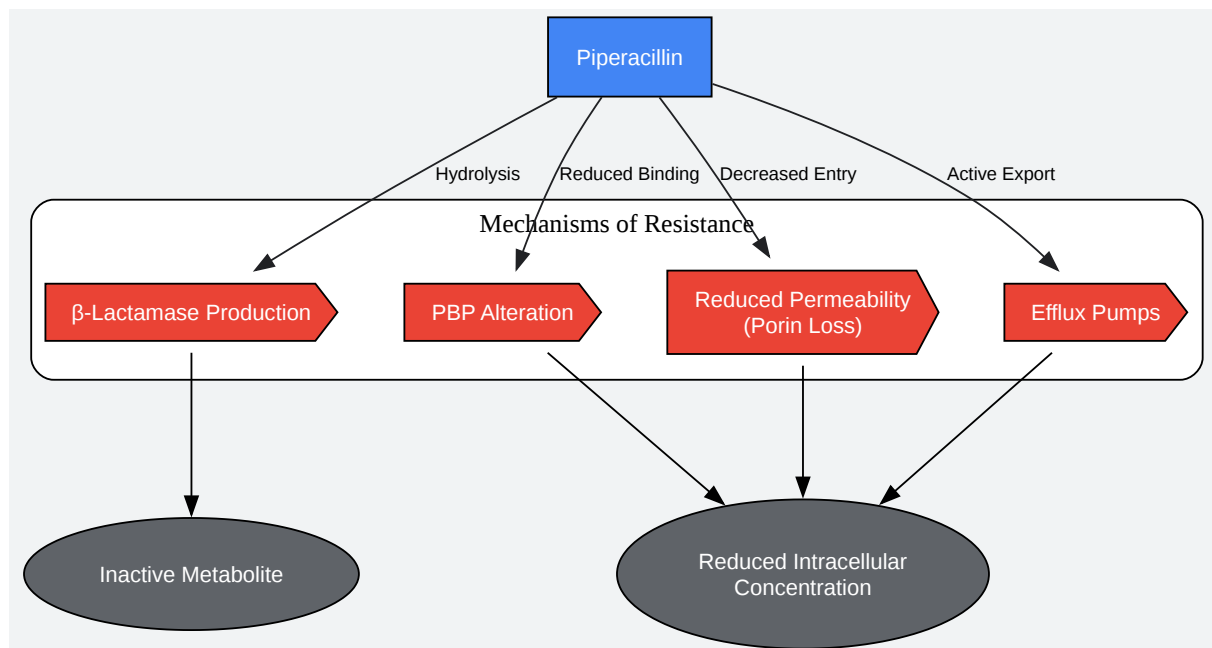 Piperacillin
Hydrolysis
Reduced Binding
Decreased Entry
Active Export
Mechanisms of Resistance
β-Lactamase Production
PBP Alteration
Reduced Permeability
(Porin Loss)
Efflux Pumps
Inactive Metabolite
Reduced Intracellular
Concentration